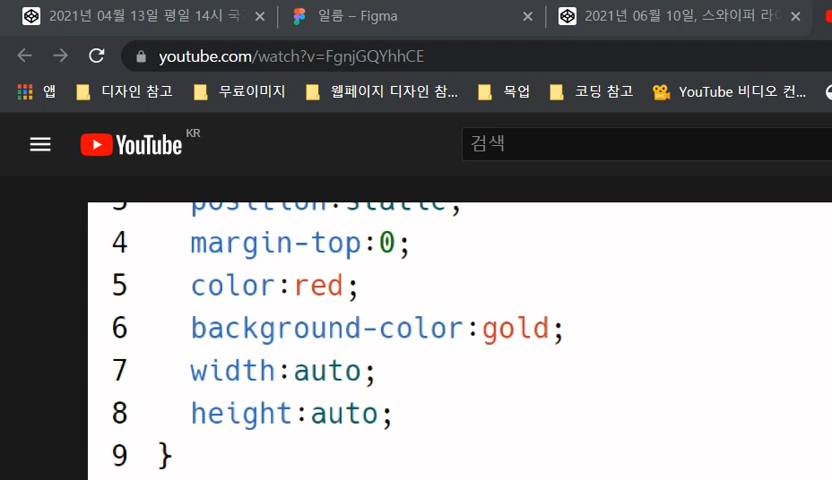 2021년 04월 13일 평일 14시 국
일룸 – Figma
2021년 06월 10일, 스와이퍼 라이
youtube.com/watch?v=FgnjGQYhhCE
앱 디자인 참고 무료이미지 웹페이지 디자인 참... 목업 코딩 참고 YouTube 비디오 컨...
YouTube KR
검색
3 position:static;
4 margin-top:0;
5 color:red;
6 background-color:gold;
7 width:auto;
8 height:auto;
9 }